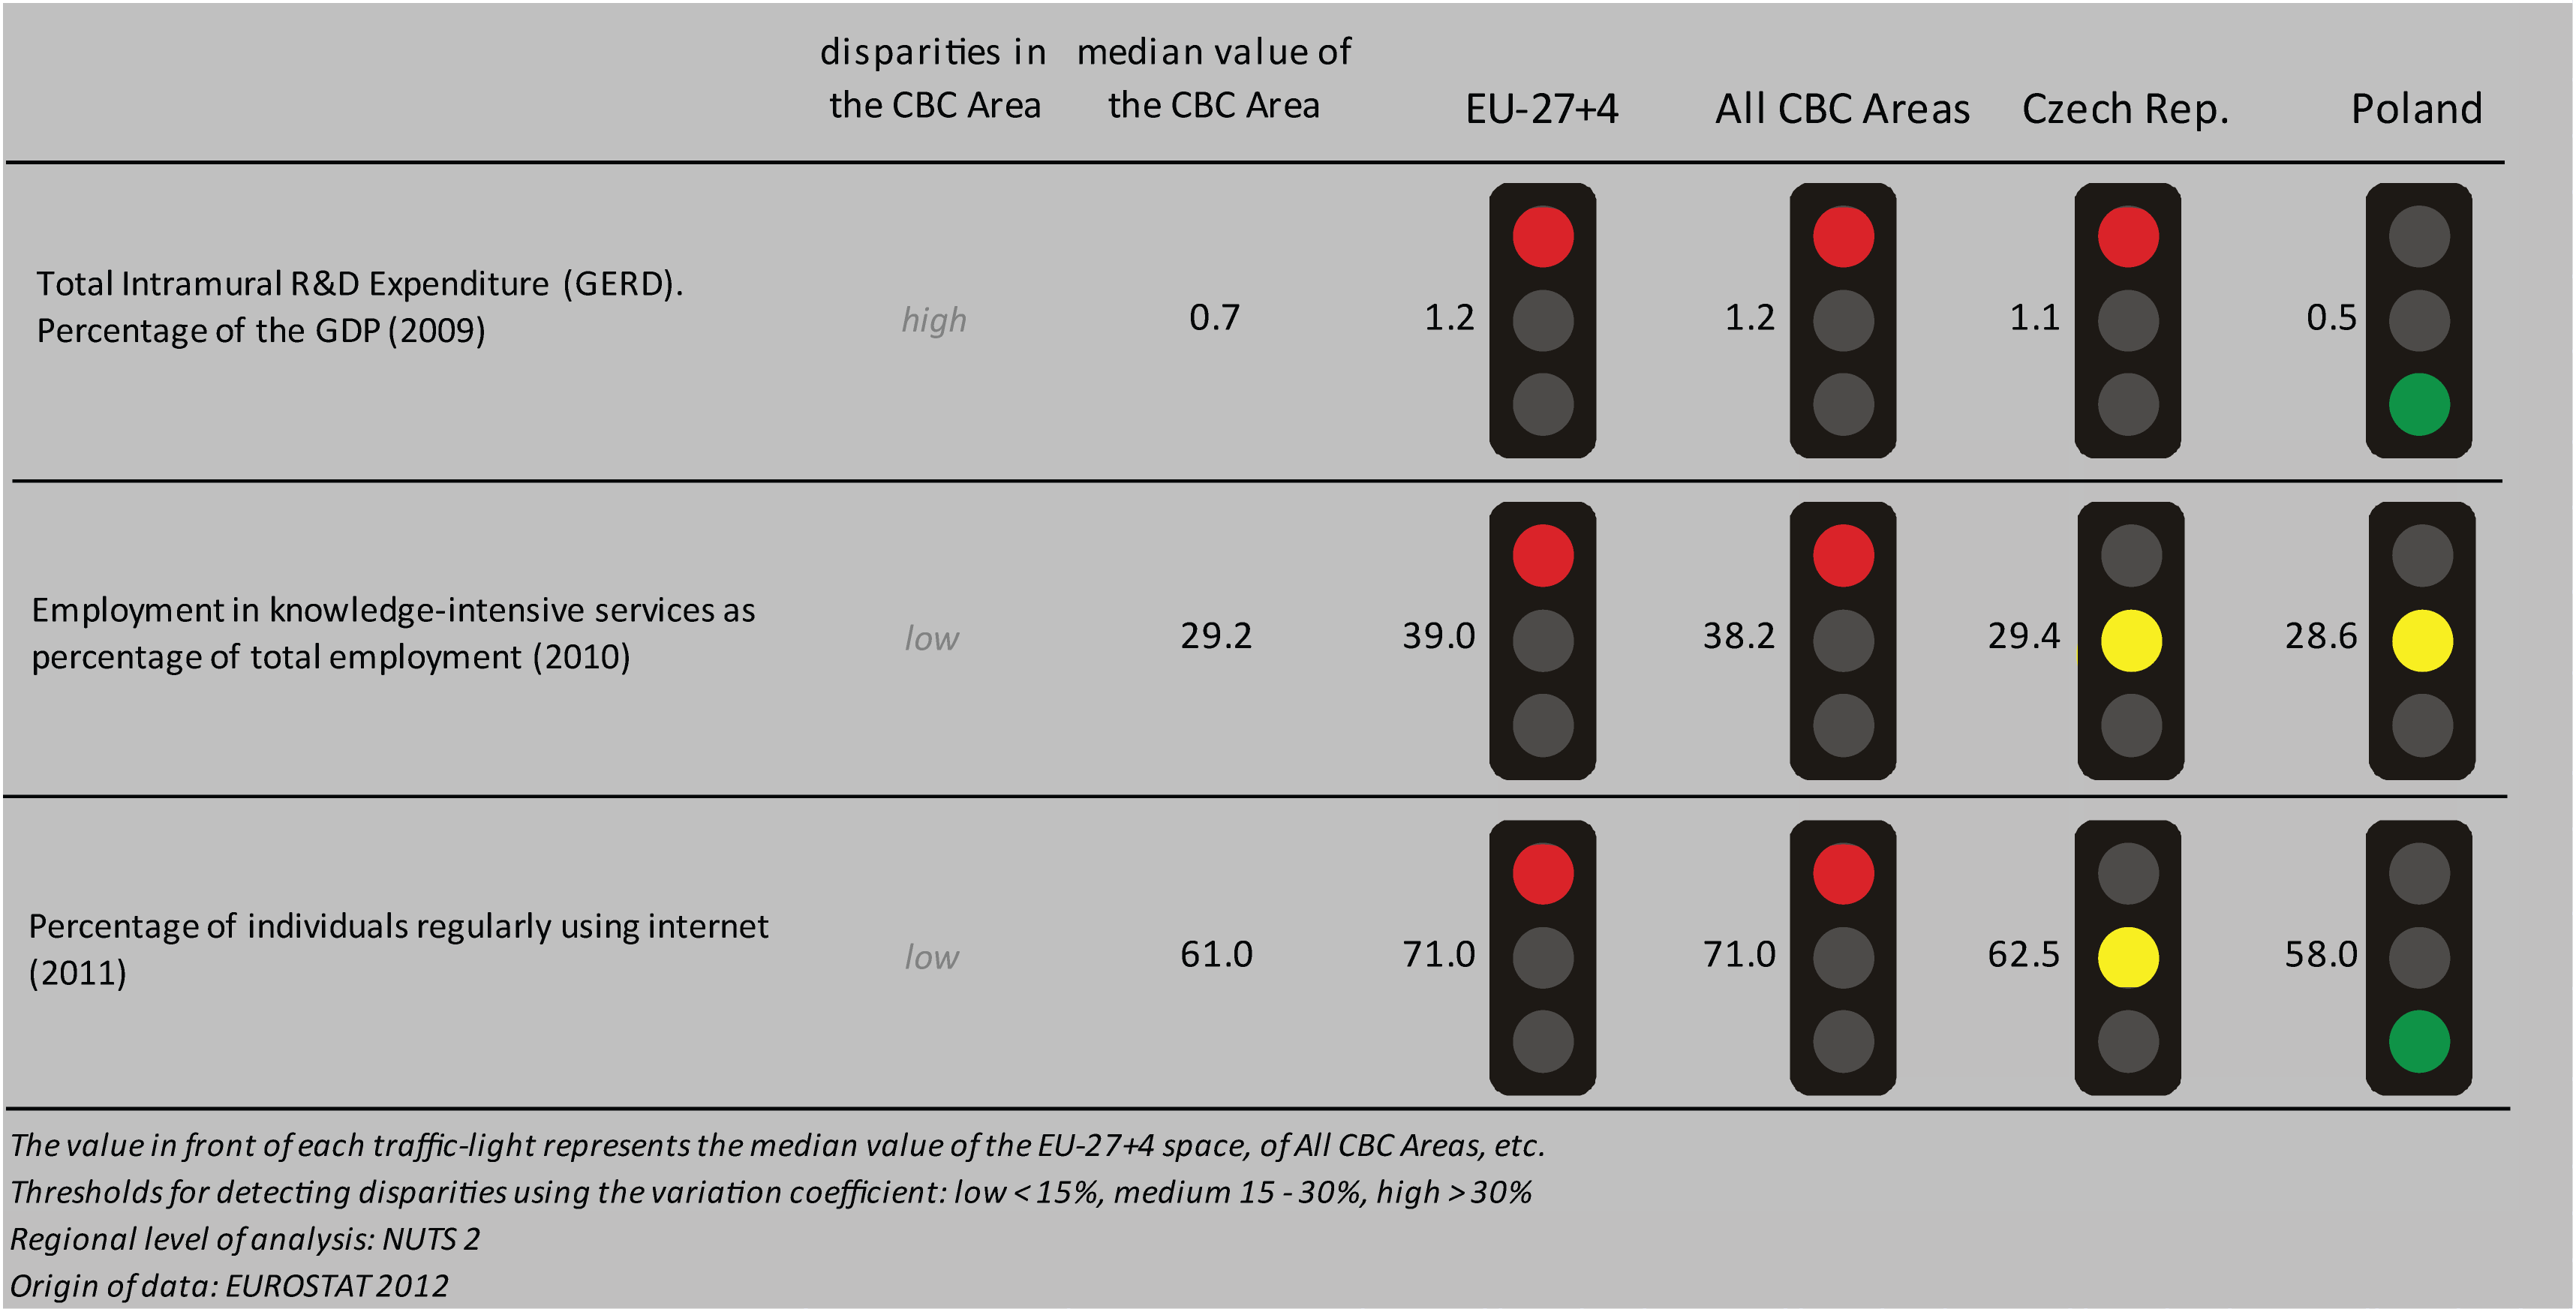 disparities in
the CBC Area
median value of
the CBC Area
EU-27+4
All CBC Areas
Czech Rep.
Poland
Total Intramural R&D Expenditure (GERD).
Percentage of the GDP (2009)
high
0.7
1.2
1.2
1.1
0.5
Employment in knowledge-intensive services as
percentage of total employment (2010)
low
29.2
39.0
38.2
29.4
28.6
Percentage of individuals regularly using internet
(2011)
low
61.0
71.0
71.0
62.5
58.0
The value in front of each traffic-light represents the median value of the EU-27+4 space, of All CBC Areas, etc.
Thresholds for detecting disparities using the variation coefficient: low < 15%, medium 15 - 30%, high > 30%
Regional level of analysis: NUTS 2
Origin of data: EUROSTAT 2012